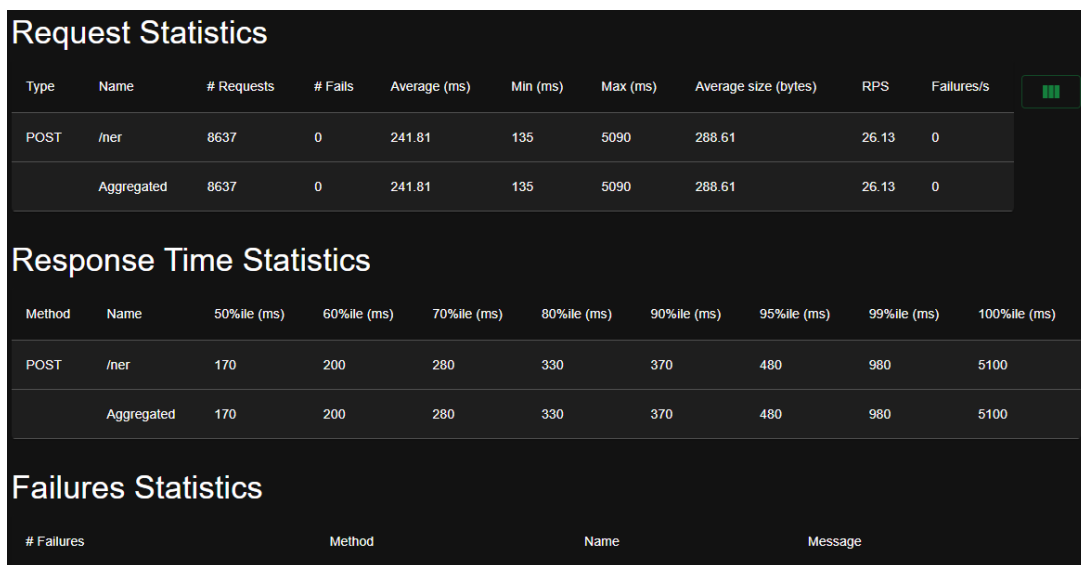 Request Statistics
Type Name # Requests # Fails Average (ms) Min (ms) Max (ms) Average size (bytes) RPS Failures/s
POST /ner 8637 0 241.81 135 5090 288.61 26.13 0
Aggregated 8637 0 241.81 135 5090 288.61 26.13 0
Response Time Statistics
Method Name 50%ile (ms) 60%ile (ms) 70%ile (ms) 80%ile (ms) 90%ile (ms) 95%ile (ms) 99%ile (ms) 100%ile (ms)
POST /ner 170 200 280 330 370 480 980 5100
Aggregated 170 200 280 330 370 480 980 5100
Failures Statistics
# Failures Method Name Message